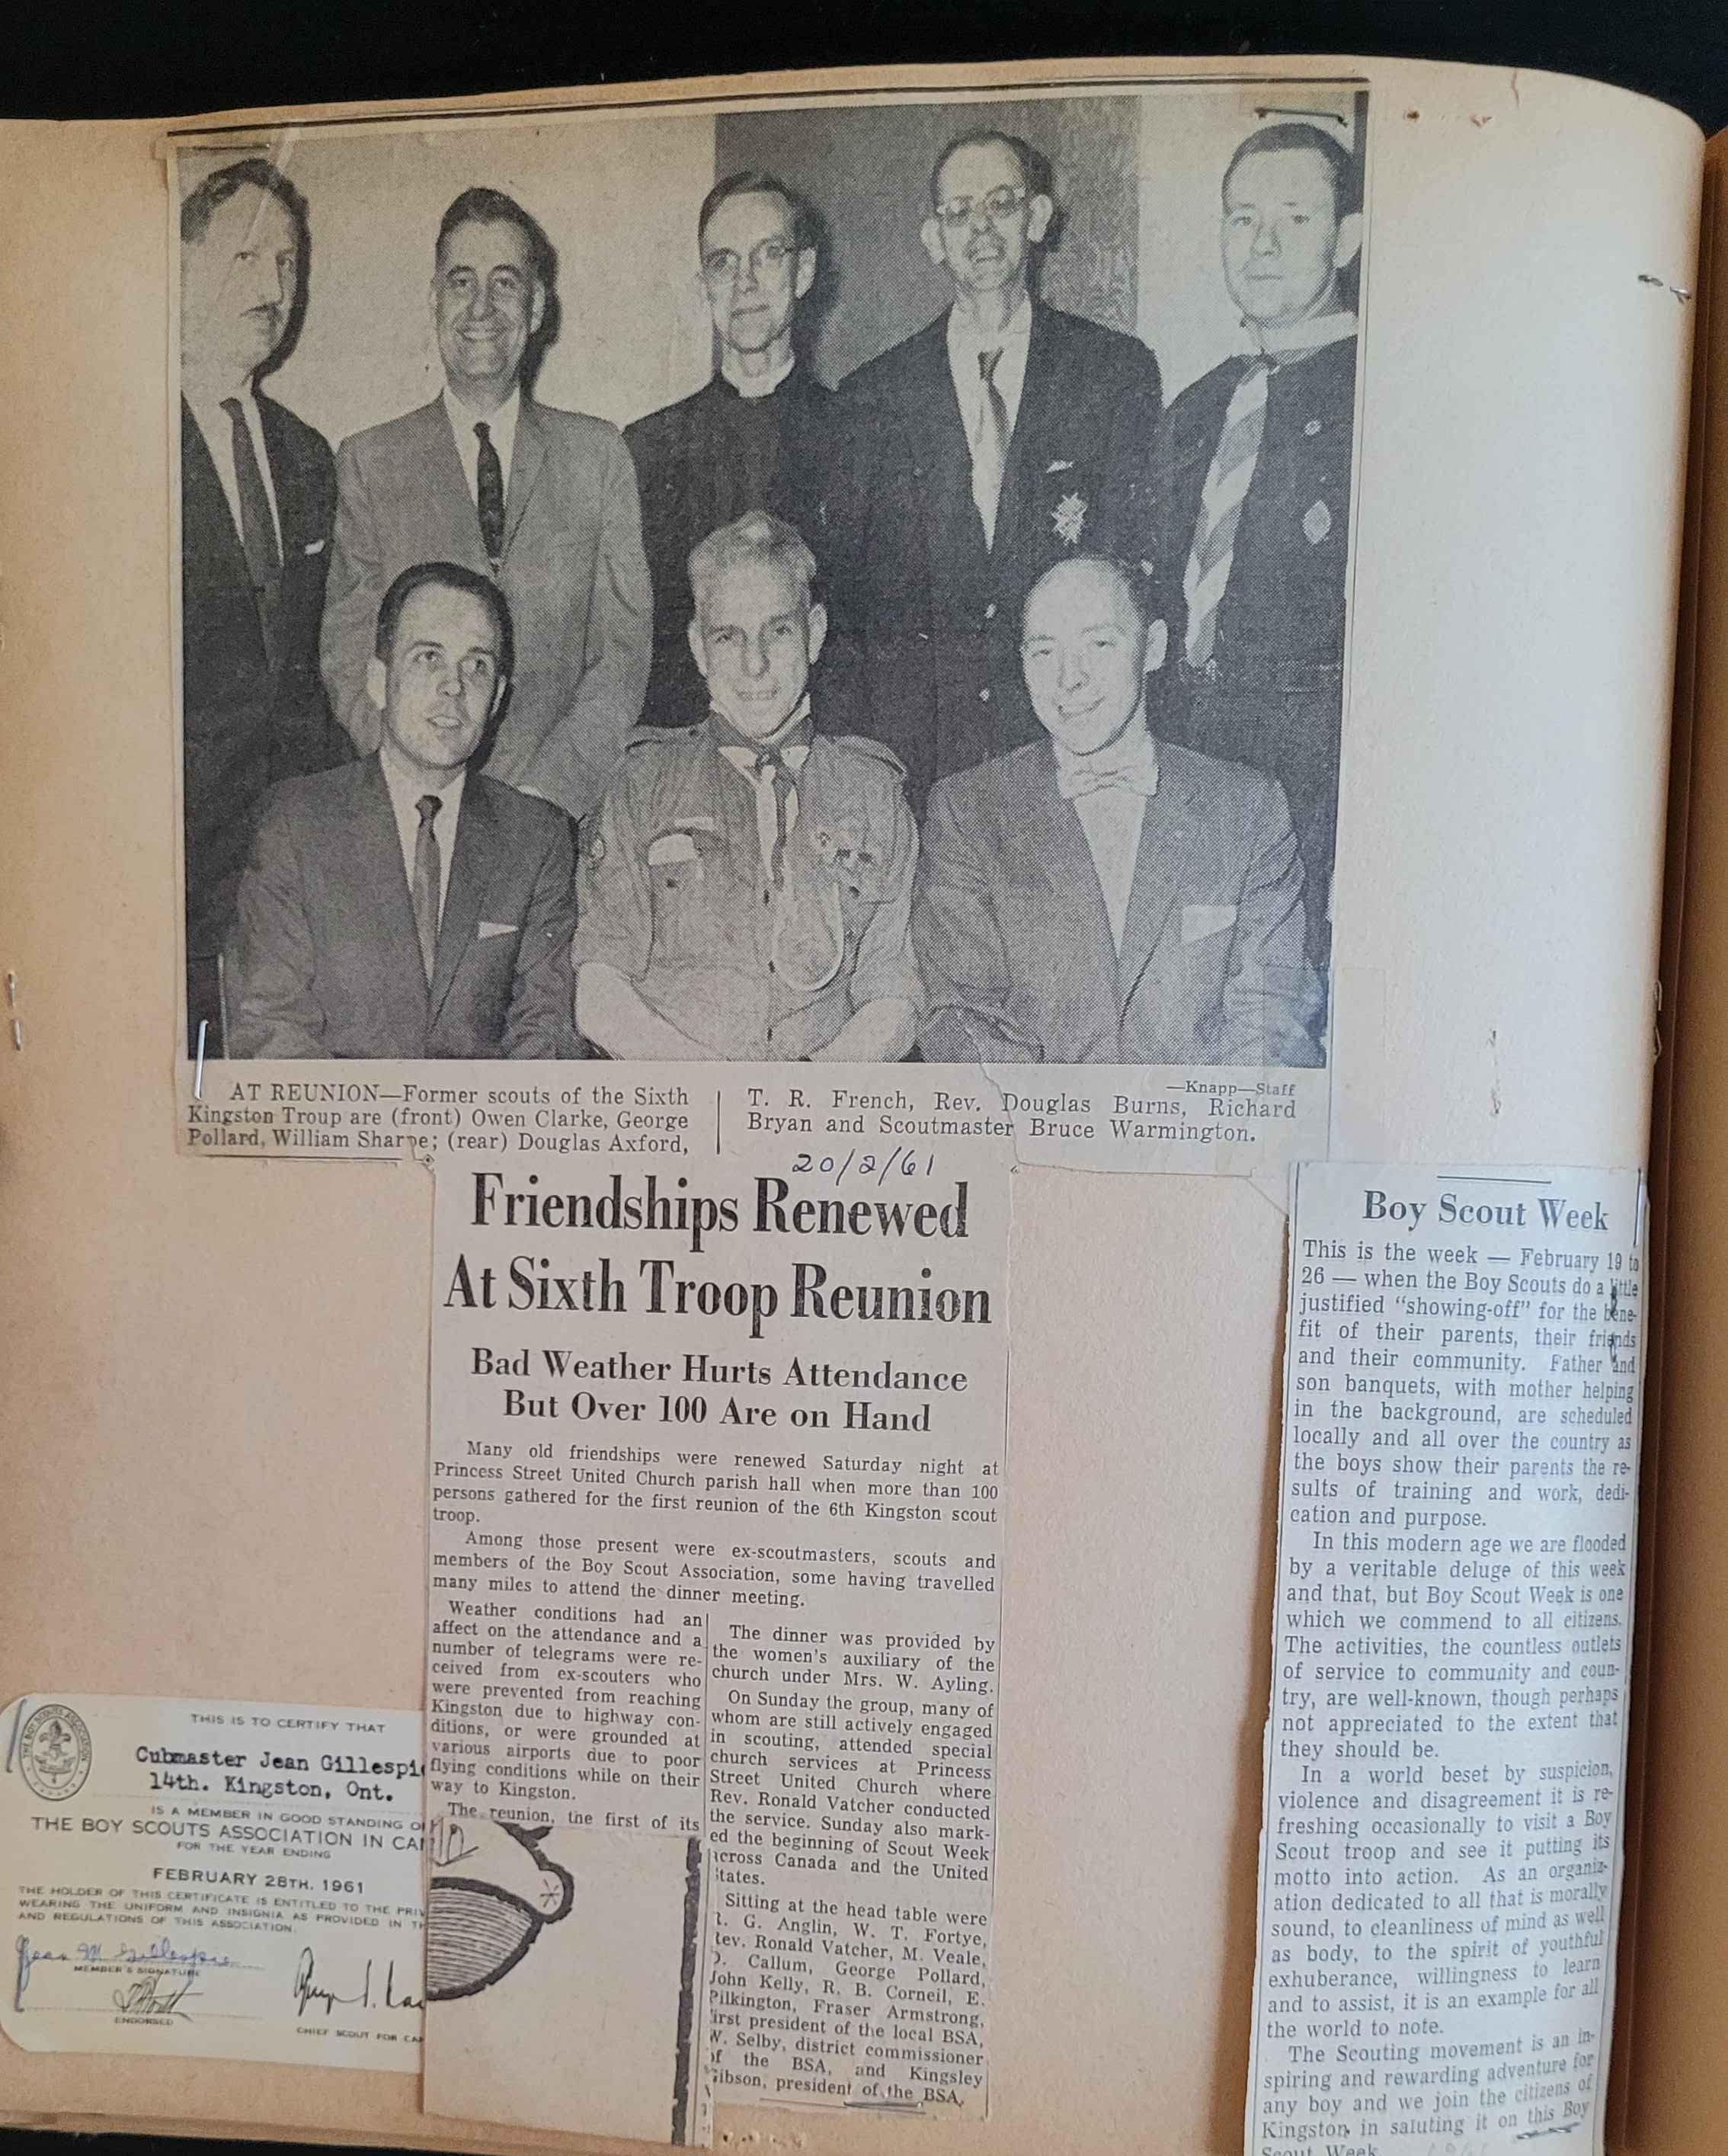 —Knapp—Staff
AT REUNION—Former scouts of the Sixth
Kingston Troup are (front) Owen Clarke, George
Pollard, William Sharpe; (rear) Douglas Axford,
T. R. French, Rev. Douglas Burns, Richard
Bryan and Scoutmaster Bruce Warmington.
20/2/61
Friendships Renewed
At Sixth Troop Reunion
Bad Weather Hurts Attendance
But Over 100 Are on Hand
Many old friendships were renewed Saturday night at
Princess Street United Church parish hall when more than 100
persons gathered for the first reunion of the 6th Kingston scout
troop.
Among those present were ex-scoutmasters, scouts and
members of the Boy Scout Association, some having travelled
many miles to attend the dinner meeting.
Weather conditions had an
affect on the attendance and a
number of telegrams were re-
ceived from ex-scouters who
were prevented from reaching
Kingston due to highway con-
ditions, or were grounded at
various airports due to poor
flying conditions while on their
way to Kingston.
The reunion, the first of its
The dinner was provided by
the women's auxiliary of the
church under Mrs. W. Ayling.
On Sunday the group, many of
whom are still actively engaged
in scouting, attended special
church services at Princess
Street United Church where
Rev. Ronald Vatcher conducted
the service. Sunday also mark-
ed the beginning of Scout Week
across Canada and the United
States.
Sitting at the head table were
G. Anglin, W. T. Fortye,
Rev. Ronald Vatcher, M. Veale,
Callum, George Pollard,
John Kelly, R. B. Corneil, E.
Pilkington, Fraser Armstrong,
first president of the local BSA,
W. Selby, district commissioner
of the BSA, and Kingsley
Gibson, president of the BSA.
Boy Scout Week
This is the week — February 19 to
26 — when the Boy Scouts do a little
justified "showing-off" for the bene-
fit of their parents, their friends
and their community. Father and
son banquets, with mother helping
in the background, are scheduled
locally and all over the country as
the boys show their parents the re-
sults of training and work, dedi-
cation and purpose.
In this modern age we are flooded
by a veritable deluge of this week
and that, but Boy Scout Week is one
which we commend to all citizens.
The activities, the countless outlets
of service to community and coun-
try, are well-known, though perhaps
not appreciated to the extent that
they should be.
In a world beset by suspicion,
violence and disagreement it is re-
freshing occasionally to visit a Boy
Scout troop and see it putting its
motto into action. As an organiz-
ation dedicated to all that is morally
sound, to cleanliness of mind as well
as body, to the spirit of youthful
exhuberance, willingness to learn
and to assist, it is an example for all
the world to note.
The Scouting movement is an in-
spiring and rewarding adventure for
any boy and we join the citizens of
Kingston in saluting it on this Boy
Scout Week
THE BOY SCOUTS ASSOCIATION
THIS IS TO CERTIFY THAT
Cubmaster Jean Gillespi
14th. Kingston, Ont.
IS A MEMBER IN GOOD STANDING O
THE BOY SCOUTS ASSOCIATION IN CA
FOR THE YEAR ENDING
FEBRUARY 28TH, 1961
THE HOLDER OF THIS CERTIFICATE IS ENTITLED TO THE PRIV
WEARING THE UNIFORM AND INSIGNIA AS PROVIDED IN TH
AND REGULATIONS OF THIS ASSOCIATION.
Jean M Gillespie
MEMBER'S SIGNATURE
ENDORSED
CHIEF SCOUT FOR CA